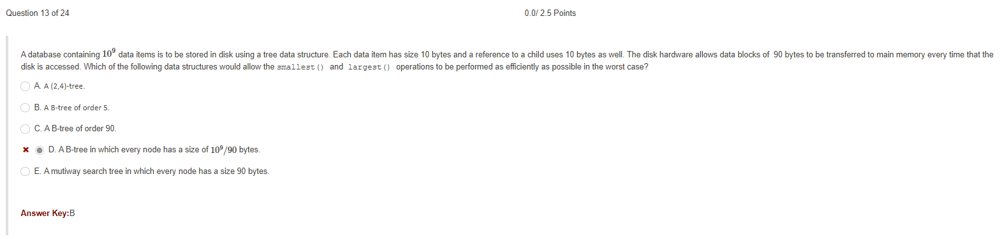 Question 13 of 24 0.0/ 2.5 Points
A database containing 10⁹ data items is to be stored in disk using a tree data structure. Each data item has size 10 bytes and a reference to a child uses 10 bytes as well. The disk hardware allows data blocks of 90 bytes to be transferred to main memory every time that the
disk is accessed. Which of the following data structures would allow the smallest() and largest() operations to be performed as efficiently as possible in the worst case?
A. A (2,4)-tree.
B. A B-tree of order 5.
C. A B-tree of order 90.
D. A B-tree in which every node has a size of 10⁹/90 bytes.
E. A mutiway search tree in which every node has a size 90 bytes.
Answer Key:B